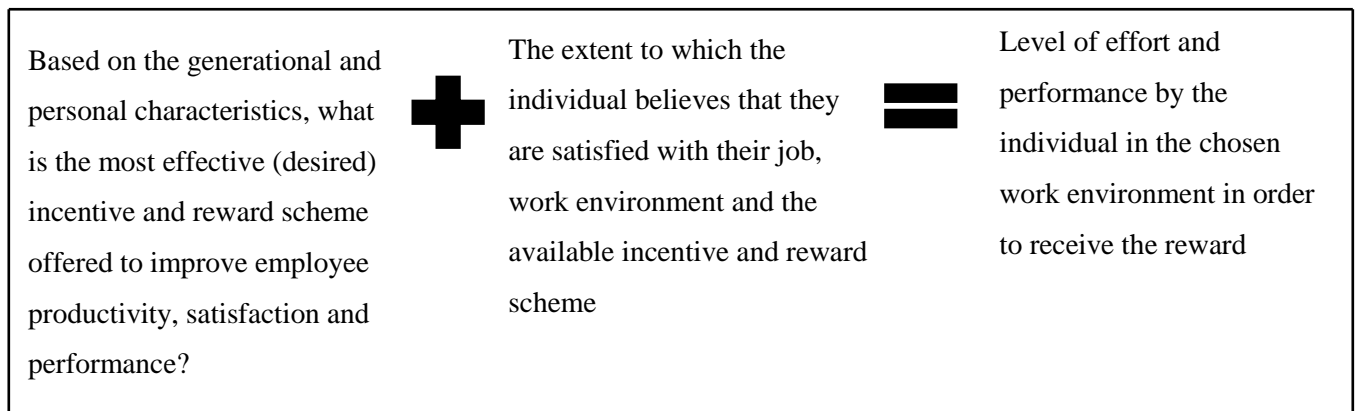 Based on the generational and
personal characteristics, what
is the most effective (desired)
incentive and reward scheme
offered to improve employee
productivity, satisfaction and
performance?
The extent to which the
individual believes that they
are satisfied with their job,
work environment and the
available incentive and reward
scheme
Level of effort and
performance by the
individual in the chosen
work environment in order
to receive the reward